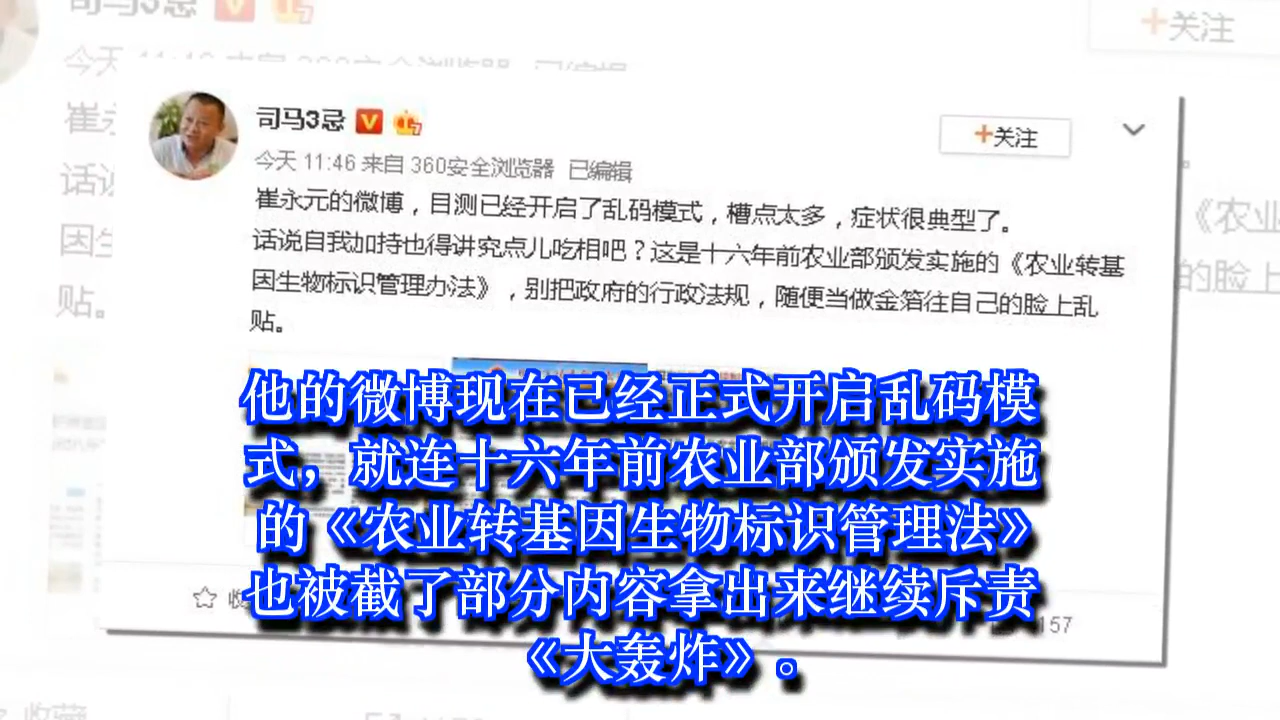 司马3忌
今天 11:46 来自 360安全浏览器 已编辑
+关注
崔永元的微博，目测已经开启了乱码模式，槽点太多，症状很典型了。
话说自我加持也得讲究点儿吃相吧？这是十六年前农业部颁发实施的《农业转基
因生物标识管理办法》，别把政府的行政法规，随便当做金箔往自己的脸上乱
贴。
他的微博现在已经正式开启乱码模
式，就连十六年前农业部颁发实施
的《农业转基因生物标识管理法》
也被截了部分内容拿出来继续斥责
《大轰炸》。
157